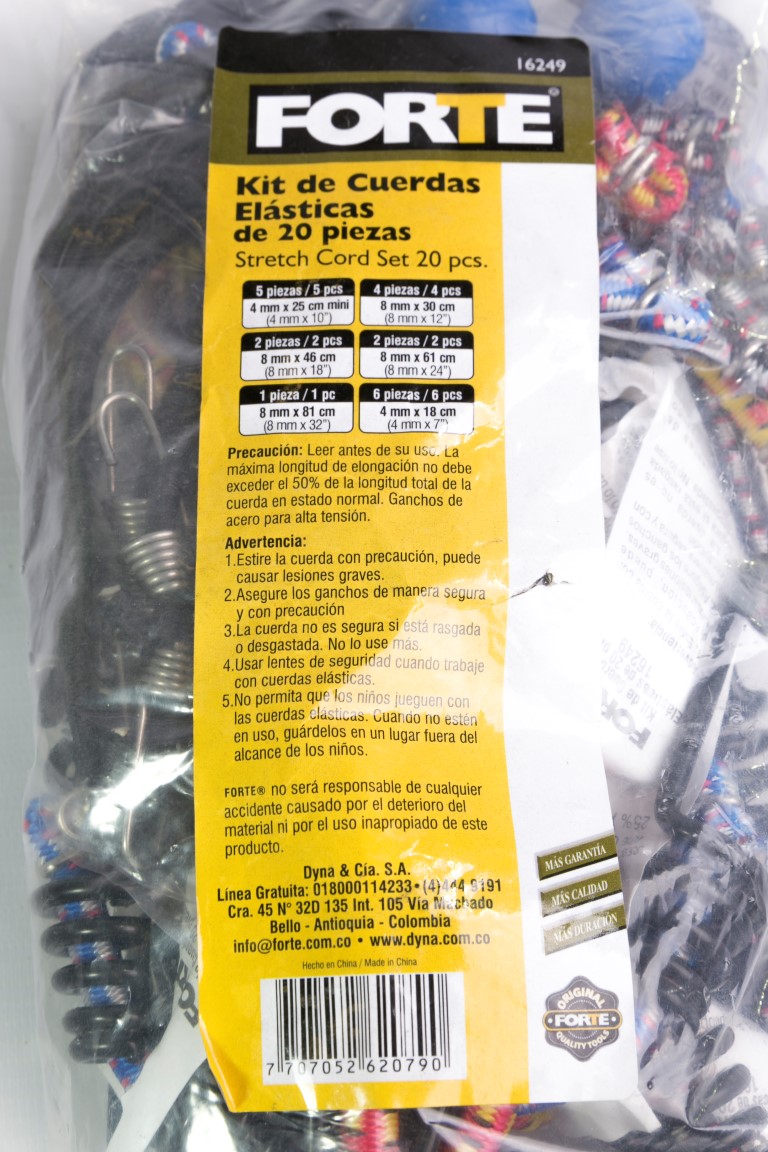 16249
FORTE
Kit de Cuerdas
Elásticas
de 20 piezas
Stretch Cord Set 20 pcs.
5 piezas / 5 pcs
4 mm x 25 cm mini
(4 mm x 10")
4 piezas / 4 pcs
8 mm x 30 cm
(8 mm x 12")
2 piezas / 2 pcs
8 mm x 46 cm
(8 mm x 18")
2 piezas / 2 pcs
8 mm x 61 cm
(8 mm x 24")
1 pieza / 1 pc
8 mm x 81 cm
(8 mm x 32")
6 piezas / 6 pcs
4 mm x 18 cm
(4 mm x 7")
Precaución: Leer antes de su uso. La
máxima longitud de elongación no debe
exceder el 50% de la longitud total de la
cuerda en estado normal. Ganchos de
acero para alta tensión.
Advertencia:
1.Estire la cuerda con precaución, puede
causar lesiones graves.
2.Asegure los ganchos de manera segura
y con precaución
3.La cuerda no es segura si está rasgada
o desgastada. No lo use más.
4.Usar lentes de seguridad cuando trabaje
con cuerdas elásticas.
5.No permita que los niños jueguen con
las cuerdas elásticas. Cuando no estén
en uso, guárdelos en un lugar fuera del
alcance de los niños.
FORTE® no será responsable de cualquier
accidente causado por el deterioro del
material ni por el uso inapropiado de este
producto.
Dyna & Cía. S.A.
Línea Gratuita: 018000114233•(4)444 9191
Cra. 45 N° 32D 135 Int. 105 Vía Machado
Bello - Antioquia - Colombia
info@forte.com.co • www.dyna.com.co
Hecho en China / Made in China
7 707052 620790
MÁS GARANTÍA
MÁS CALIDAD
MÁS DURACIÓN
ORIGINAL
FORTE
QUALITY TOOLS
16249
FORTE